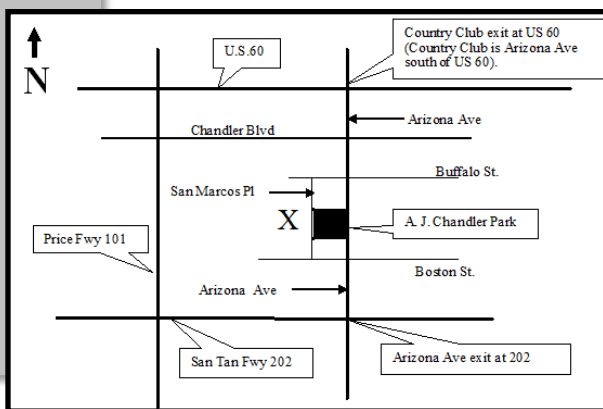 Country Club exit at US 60
(Country Club is Arizona Ave
south of US 60).
U.S.60
N
Arizona Ave
Chandler Blvd
Buffalo St.
San Marcos Pl
X
A. J. Chandler Park
Price Fwy 101
Boston St.
Arizona Ave
San Tan Fwy 202
Arizona Ave exit at 202